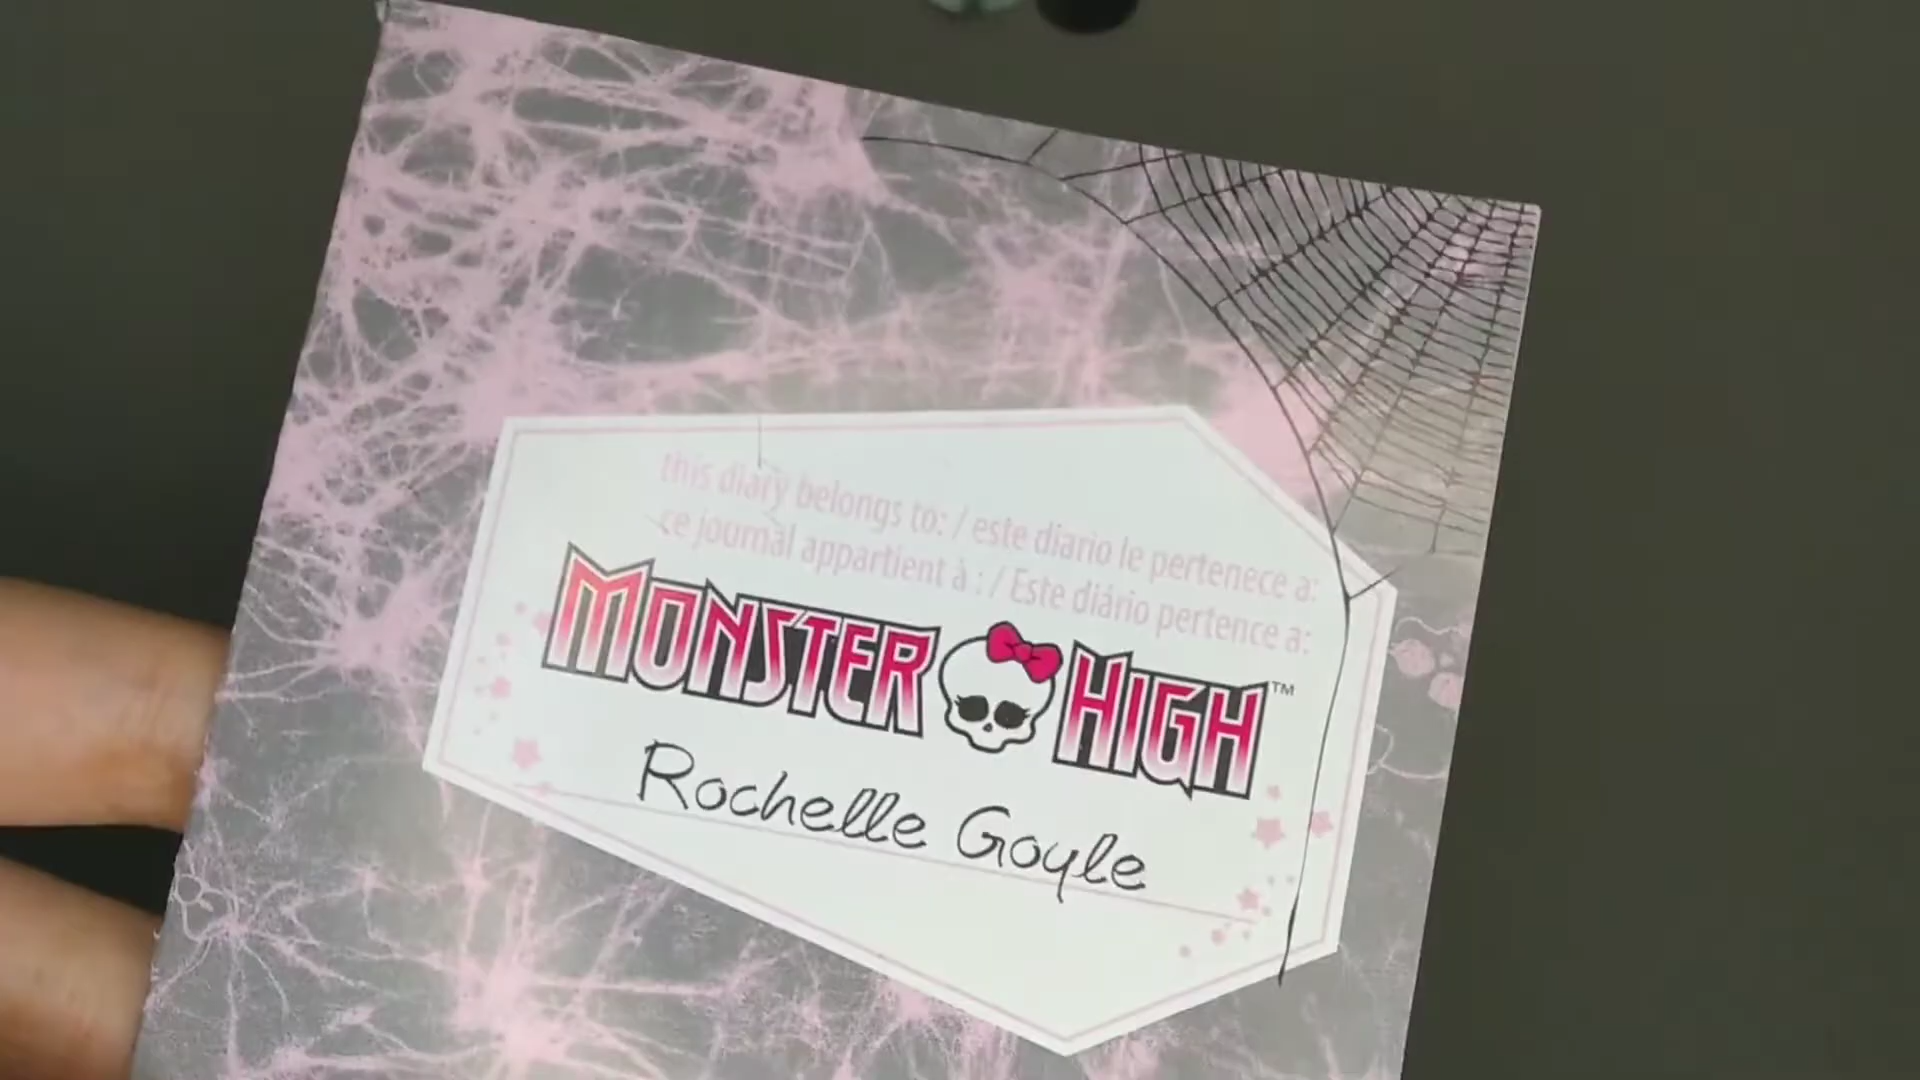 this diary belongs to: / este diario le pertenece a:
ce journal appartient à : / Este diário pertence a:
MONSTER HIGH™
Rochelle Goyle